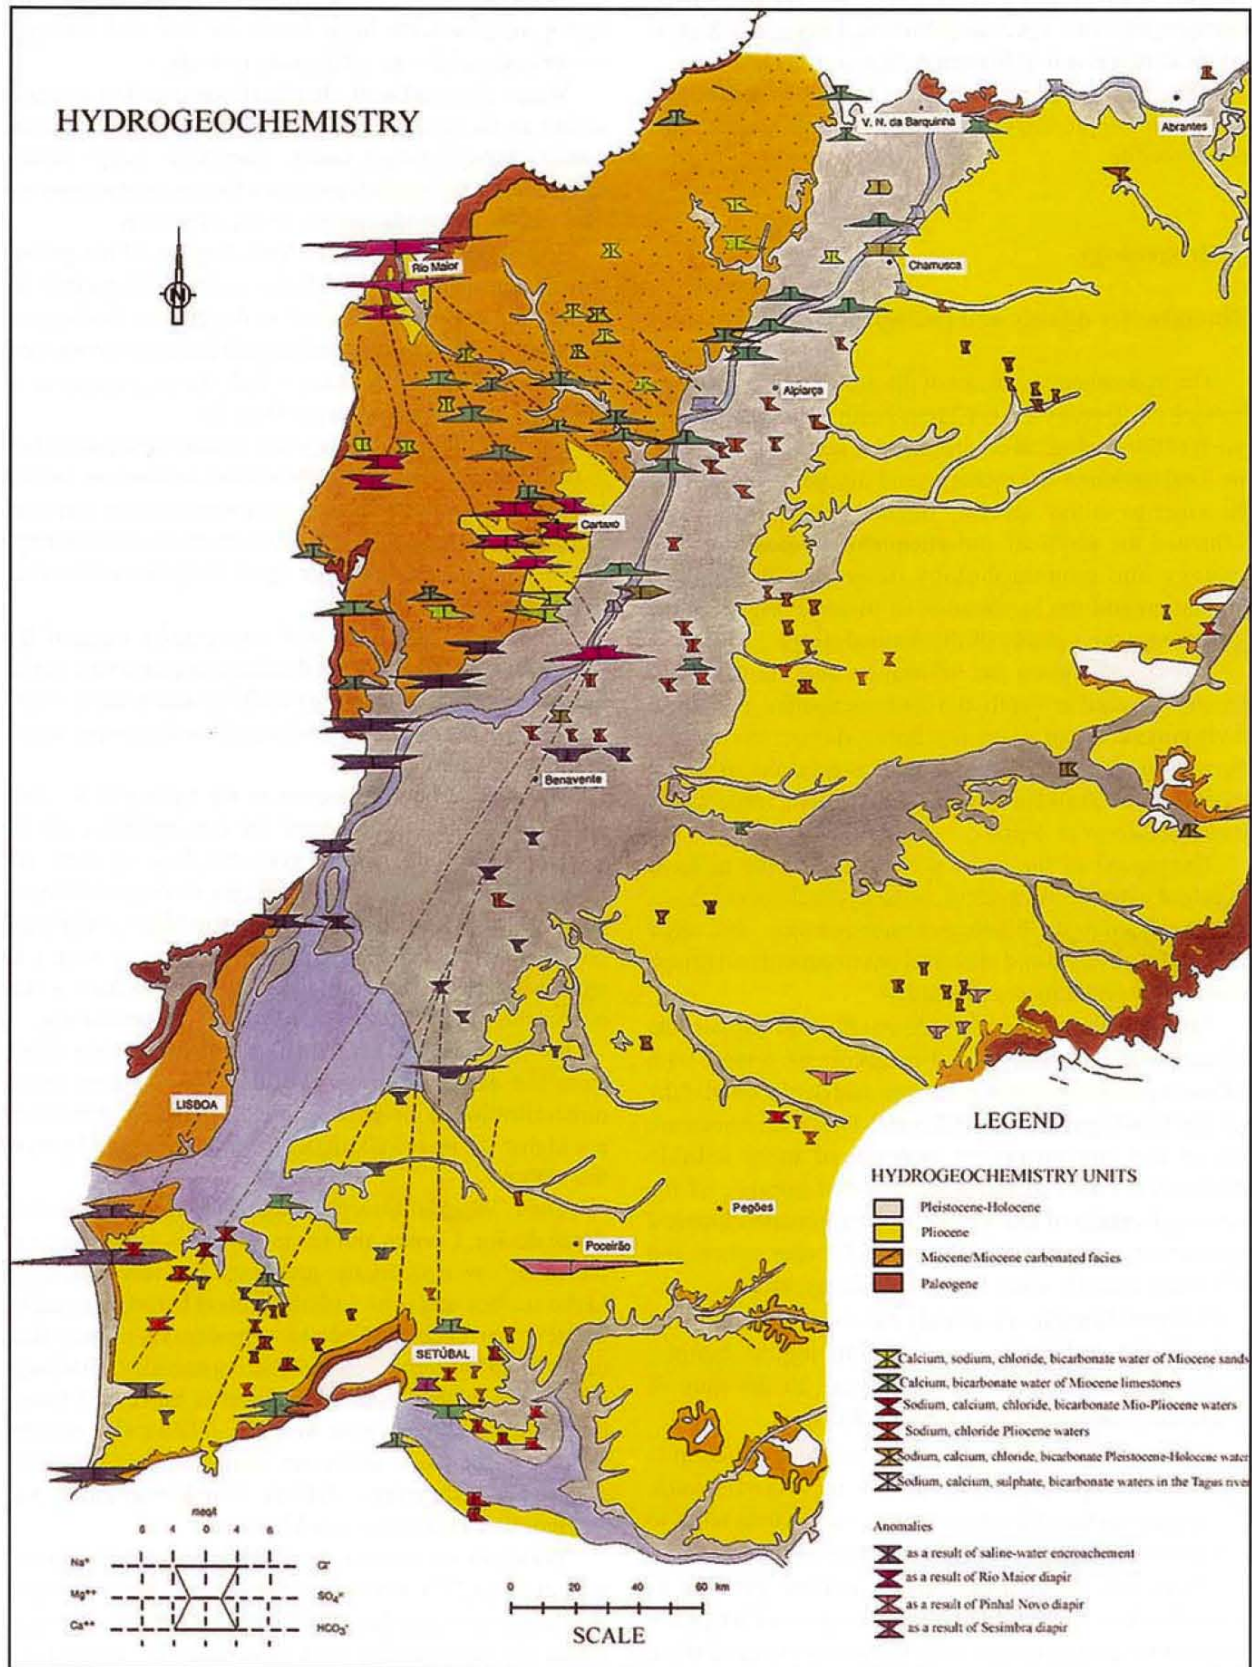 HYDROGEOCHEMISTRY
N
V. N. da Barquinha
Abrantes
Rio Maior
Chamusca
Alpiarça
Cartaxo
Benavente
LISBOA
Pegões
Poceirão
SETÚBAL
LEGEND
HYDROGEOCHEMISTRY UNITS
Pleistocene-Holocene
Pliocene
Miocene/Miocene carbonated facies
Paleogene
Calcium, sodium, chloride, bicarbonate water of Miocene sands
Calcium, bicarbonate water of Miocene limestones
Sodium, calcium, chloride, bicarbonate Mio-Pliocene waters
Sodium, chloride Pliocene waters
Sodium, calcium, chloride, bicarbonate Pleistocene-Holocene water
Sodium, calcium, sulphate, bicarbonate waters in the Tagus river
Anomalies
as a result of saline-water encroachement
as a result of Rio Maior diapir
as a result of Pinhal Novo diapir
as a result of Sesimbra diapir
meq/l
4 0 4
Na⁺ Cl⁻
Mg⁺⁺ SO₄⁼
Ca⁺⁺ HCO₃⁻
0 20 40 60 km
SCALE